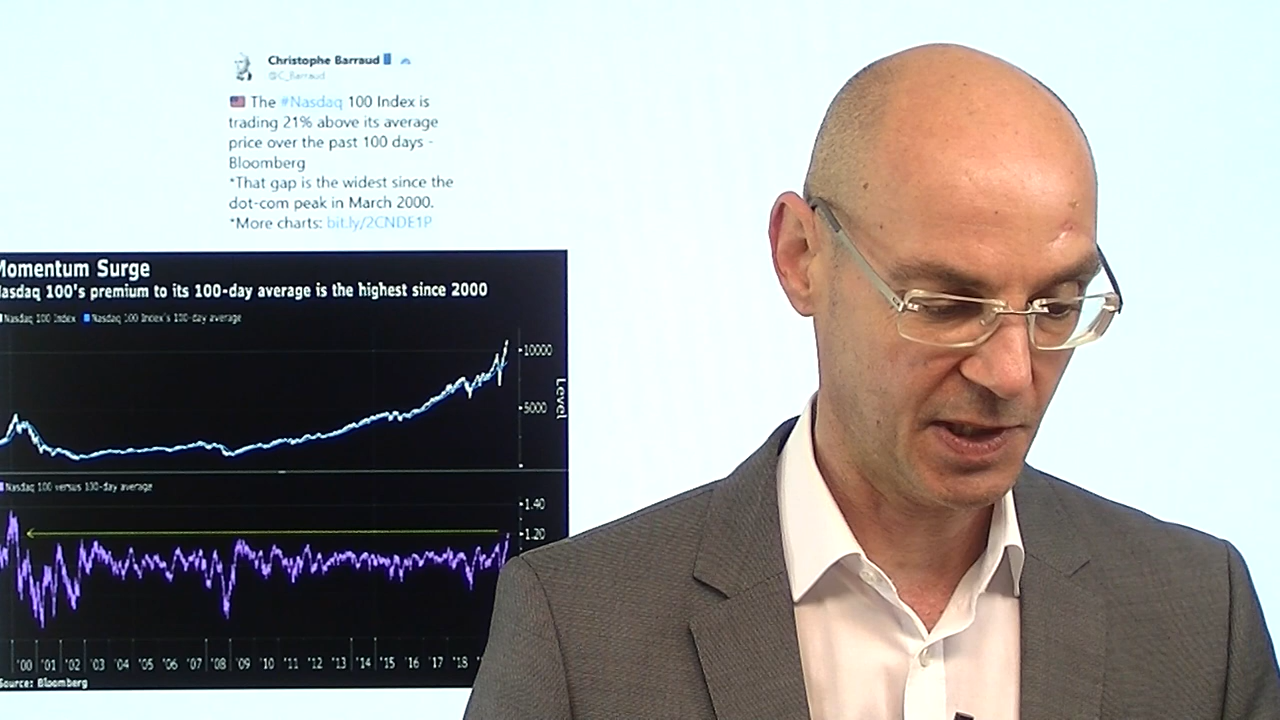 Christophe Barraud
@C_Barraud
The #Nasdaq 100 Index is
trading 21% above its average
price over the past 100 days -
Bloomberg
*That gap is the widest since the
dot-com peak in March 2000.
*More charts: bit.ly/2CNDE1P
Momentum Surge
Nasdaq 100's premium to its 100-day average is the highest since 2000
Nasdaq 100 Index Nasdaq 100 Index's 100-day average
10000
5000
Level
Nasdaq 100 versus 100-day average
1.40
1.20
'00 '01 '02 '03 '04 '05 '06 '07 '08 '09 '10 '11 '12 '13 '14 '15 '16 '17 '18
Source: Bloomberg